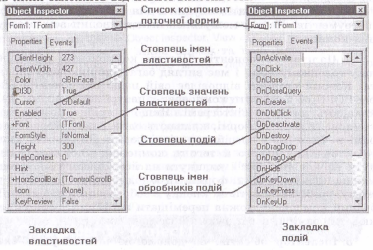 Object Inspector
Form1: TForm1
Properties Events
ClientHeight 273
ClientWidth 427
Color clBtnFace
Ctl3D True
Cursor crDefault
Enabled True
+Font (TFont)
FormStyle fsNormal
Height 300
HelpContext 0
Hint
+HorzScrollBar (TControlScrollB
Icon (None)
KeyPreview False
Закладка
властивостей
Список компонент
поточної форми
Стовпець імен
властивостей
Стовпець значень
властивостей
Стовпець подій
Стовпець імен
обробників подій
Object Inspector
Form1: TForm1
Properties Events
OnActivate
OnClick
OnClose
OnCloseQuery
OnCreate
OnDblClick
OnDeactivate
OnDestroy
OnDragDrop
OnDragOver
OnHide
OnKeyDown
OnKeyPress
OnKeyUp
Закладка
подій